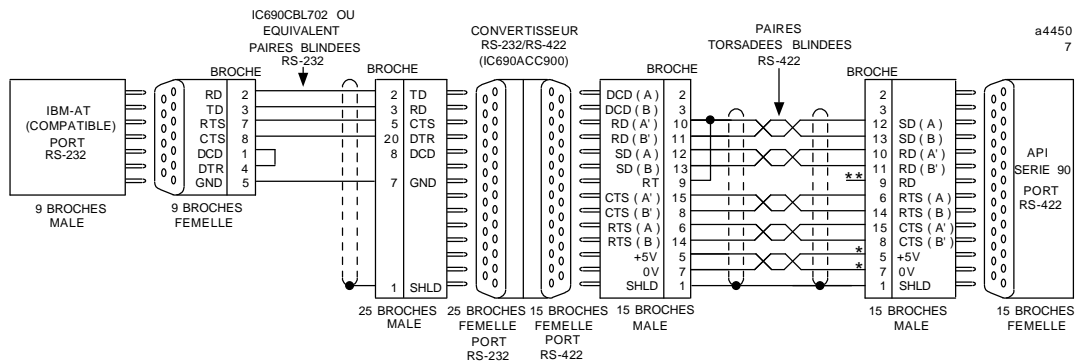 IC690CBL702 OU
EQUIVALENT
PAIRES BLINDEES
RS-232
CONVERTISSEUR
RS-232/RS-422
(IC690ACC900)
PAIRES
TORSADEES BLINDEES
RS-422
a4450
7
BROCHE
BROCHE
BROCHE
BROCHE
IBM-AT
(COMPATIBLE)
PORT
RS-232
9 BROCHES
MALE
RD 2
TD 3
RTS 7
CTS 8
DCD 1
DTR 4
GND 5
9 BROCHES
FEMELLE
2 TD
3 RD
5 CTS
20 DTR
8 DCD
7 GND
1 SHLD
25 BROCHES
MALE
25 BROCHES
FEMELLE
PORT
RS-232
15 BROCHES
FEMELLE
PORT
RS-422
DCD ( A ) 2
DCD ( B ) 3
RD ( A' ) 10
RD ( B' ) 11
SD ( A ) 12
SD ( B ) 13
RT 9
CTS ( A' ) 15
CTS ( B' ) 8
RTS ( A ) 6
RTS ( B ) 14
+5V 5
0V 7
SHLD 1
15 BROCHES
MALE
2
3
12 SD ( A )
13 SD ( B )
10 RD ( A' )
11 RD ( B' )
** 9 RD
6 RTS ( A )
14 RTS ( B )
15 CTS ( A' )
8 CTS ( B' )
* 5 +5V
* 7 0V
1 SHLD
15 BROCHES
MALE
API
SERIE 90
PORT
RS-422
15 BROCHES
FEMELLE